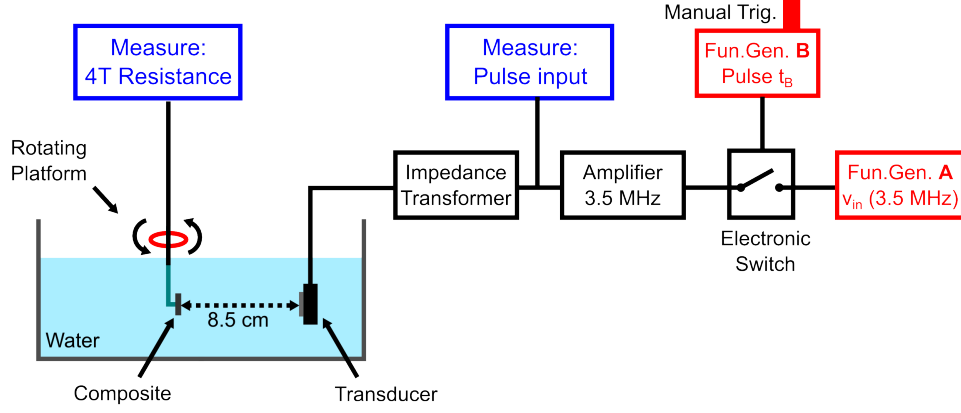 Manual Trig.
Measure:
4T Resistance
Measure:
Pulse input
Fun.Gen. B
Pulse tB
Rotating
Platform
Impedance
Transformer
Amplifier
3.5 MHz
Fun.Gen. A
vin (3.5 MHz)
Electronic
Switch
8.5 cm
Water
Composite
Transducer